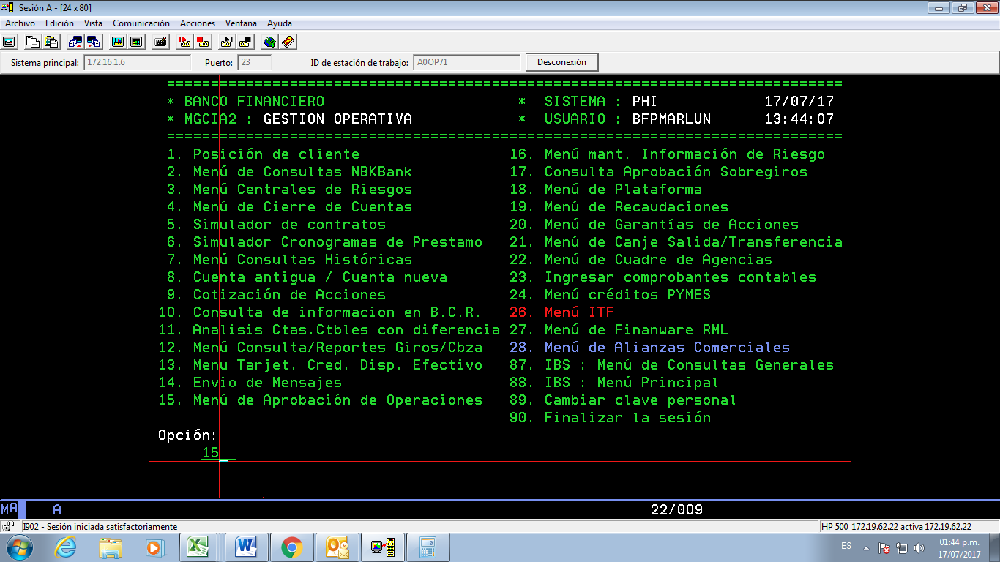 Sesión A - [24 x 80]
Archivo Edición Vista Comunicación Acciones Ventana Ayuda
Sistema principal: 172.16.1.6 Puerto: 23 ID de estación de trabajo: A0OP71 Desconexión
================================================================================
* BANCO FINANCIERO * SISTEMA : PHI 17/07/17
* MGCIA2 : GESTION OPERATIVA * USUARIO : BFPMARLUN 13:44:07
================================================================================
1. Posición de cliente 16. Menú mant. Información de Riesgo
2. Menú de Consultas NBKBank 17. Consulta Aprobación Sobregiros
3. Menú Centrales de Riesgos 18. Menú de Plataforma
4. Menú de Cierre de Cuentas 19. Menú de Recaudaciones
5. Simulador de contratos 20. Menú de Garantías de Acciones
6. Simulador Cronogramas de Prestamo 21. Menú de Canje Salida/Transferencia
7. Menú Consultas Históricas 22. Menú de Cuadre de Agencias
8. Cuenta antigua / Cuenta nueva 23. Ingresar comprobantes contables
9. Cotización de Acciones 24. Menú créditos PYMES
10. Consulta de informacion en B.C.R. 26. Menú ITF
11. Analisis Ctas.Ctbles con diferencia 27. Menú de Finanware RML
12. Menú Consulta/Reportes Giros/Cbza 28. Menú de Alianzas Comerciales
13. Menu Tarjet. Cred. Disp. Efectivo 87. IBS : Menú de Consultas Generales
14. Envio de Mensajes 88. IBS : Menú Principal
15. Menú de Aprobación de Operaciones 89. Cambiar clave personal
90. Finalizar la sesión
Opción:
15
MA A 22/009
I902 - Sesión iniciada satisfactoriamente HP 500_172.19.62.22 activa 172.19.62.22
ES 01:44 p.m.
17/07/2017